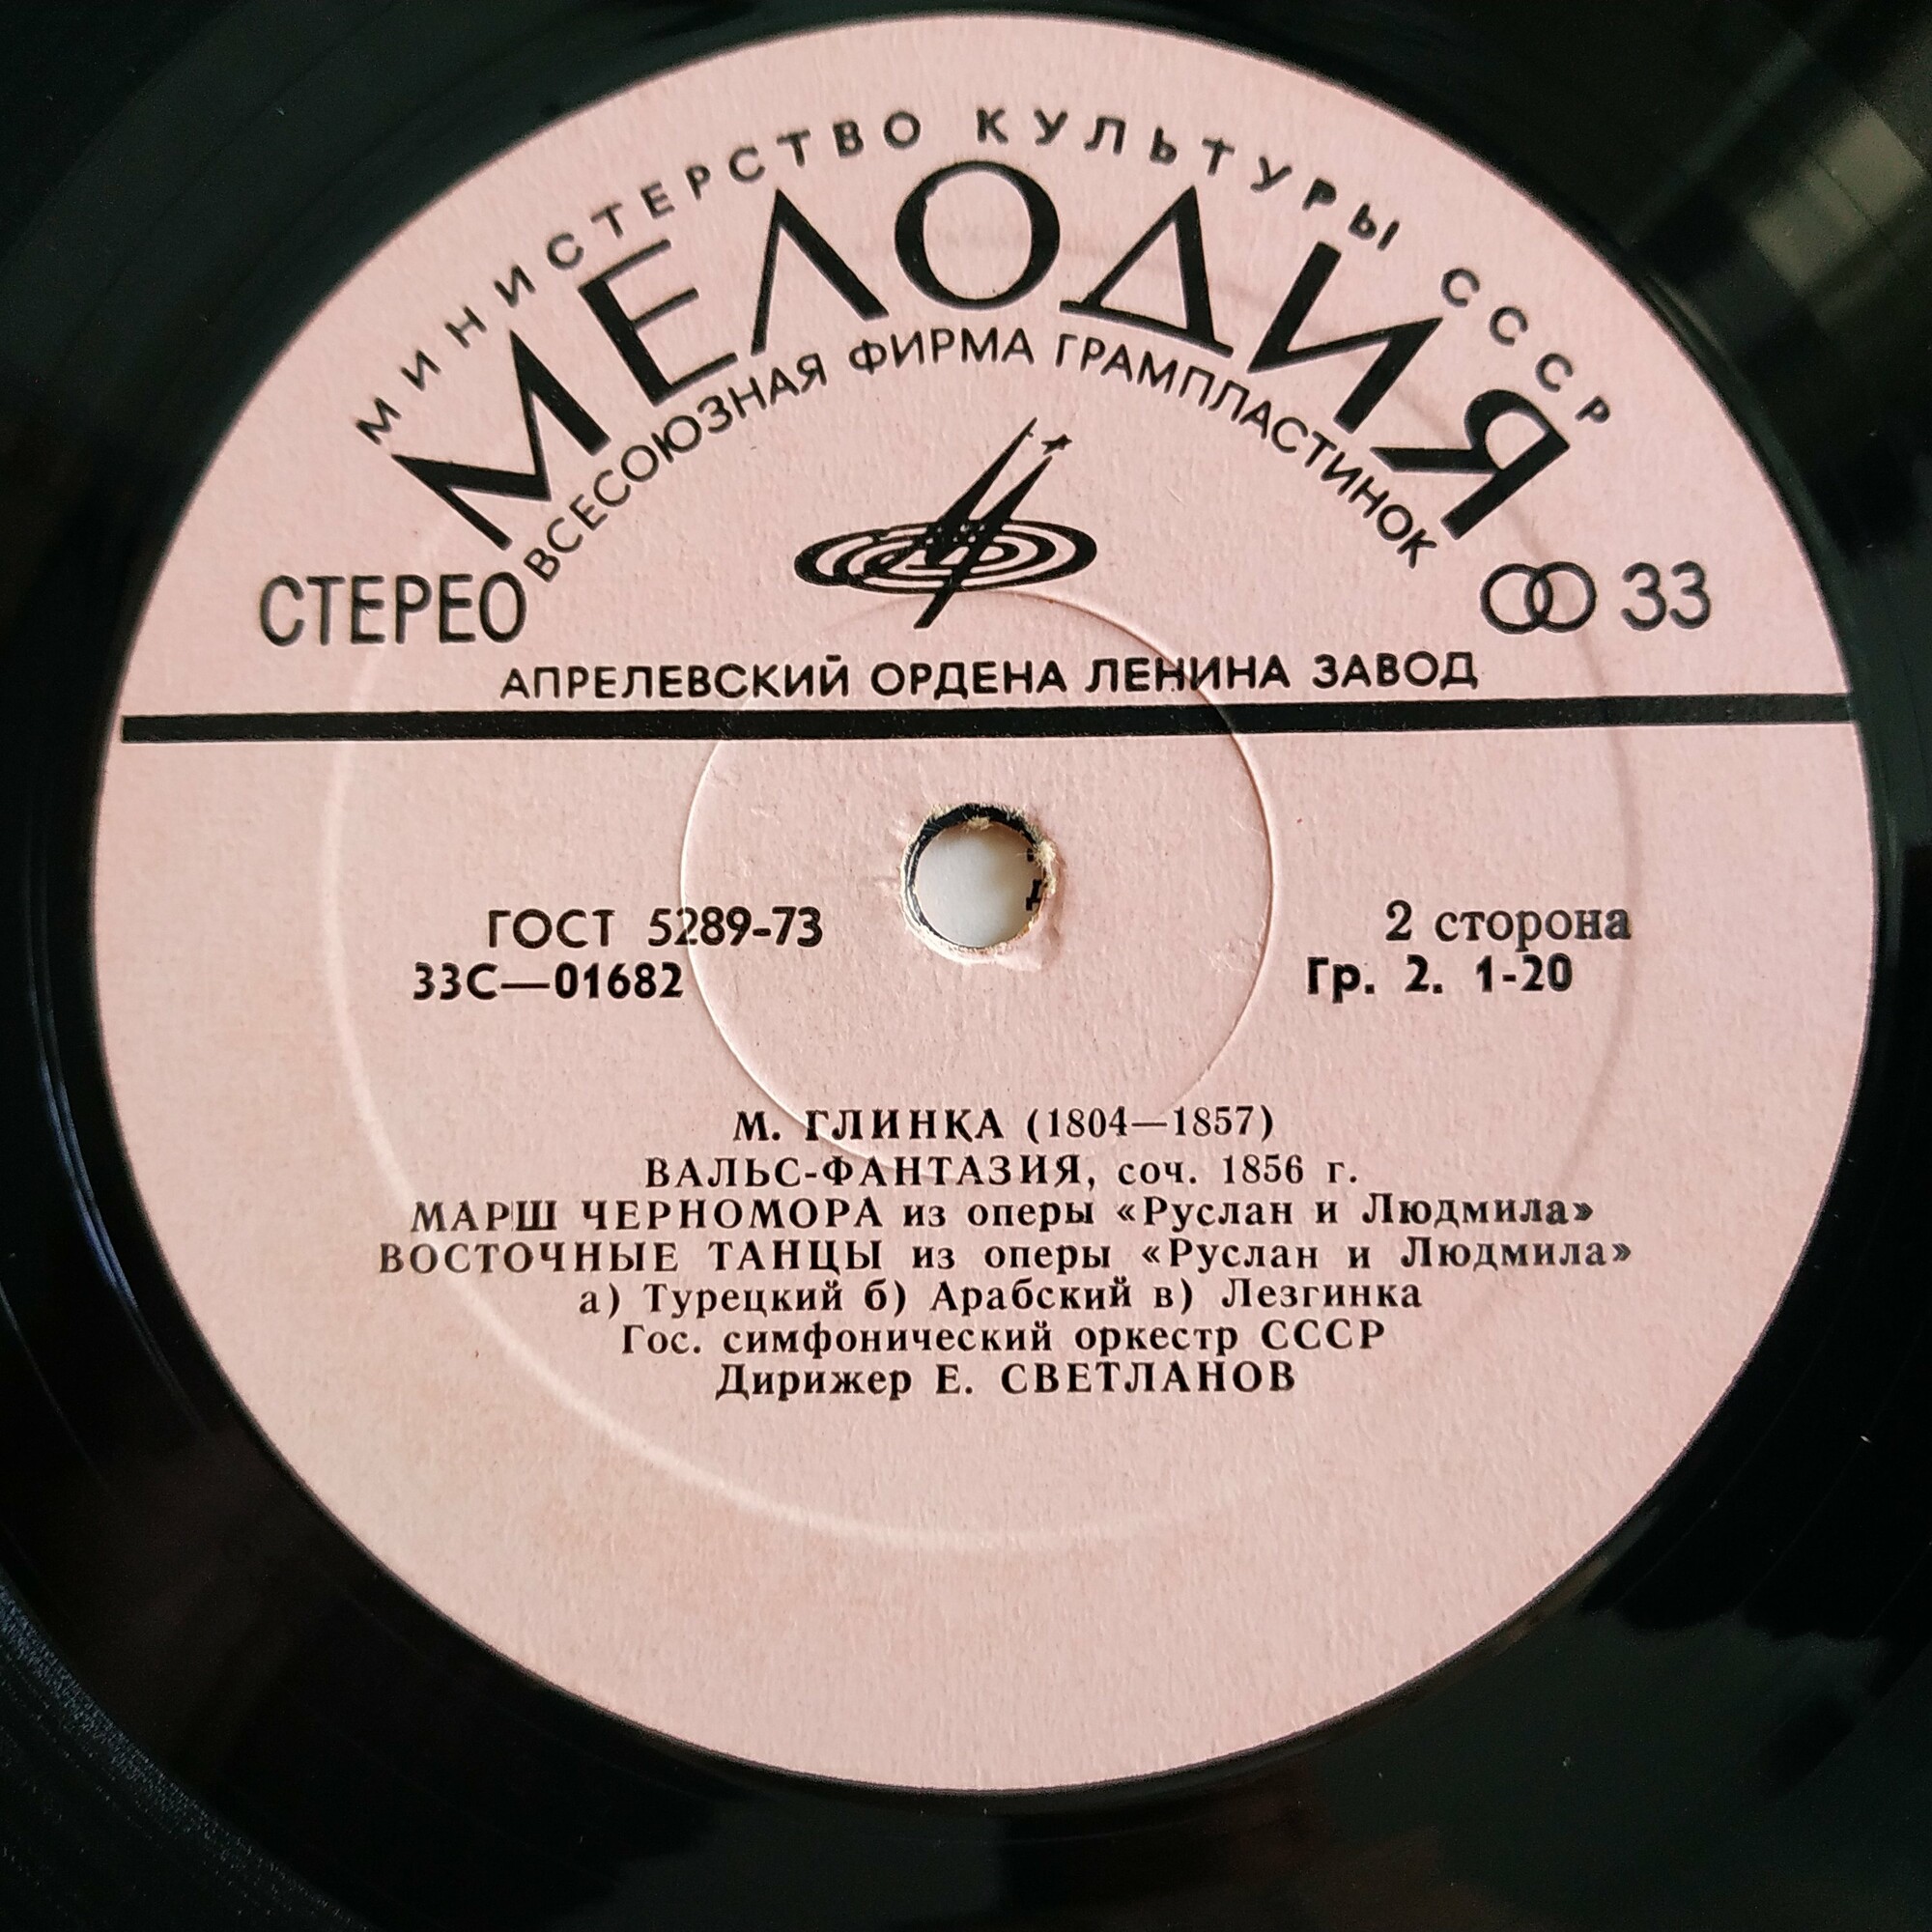 МИНИСТЕРСТВО КУЛЬТУРЫ СССР
МЕЛОДИЯ
ВСЕСОЮЗНАЯ ФИРМА ГРАМПЛАСТИНОК
СТЕРЕО 33
АПРЕЛЕВСКИЙ ОРДЕНА ЛЕНИНА ЗАВОД
ГОСТ 5289-73 2 сторона
33С—01682 Гр. 2. 1-20
М. ГЛИНКА (1804—1857)
ВАЛЬС-ФАНТАЗИЯ, соч. 1856 г.
МАРШ ЧЕРНОМОРА из оперы «Руслан и Людмила»
ВОСТОЧНЫЕ ТАНЦЫ из оперы «Руслан и Людмила»
а) Турецкий б) Арабский в) Лезгинка
Гос. симфонический оркестр СССР
Дирижер Е. СВЕТЛАНОВ